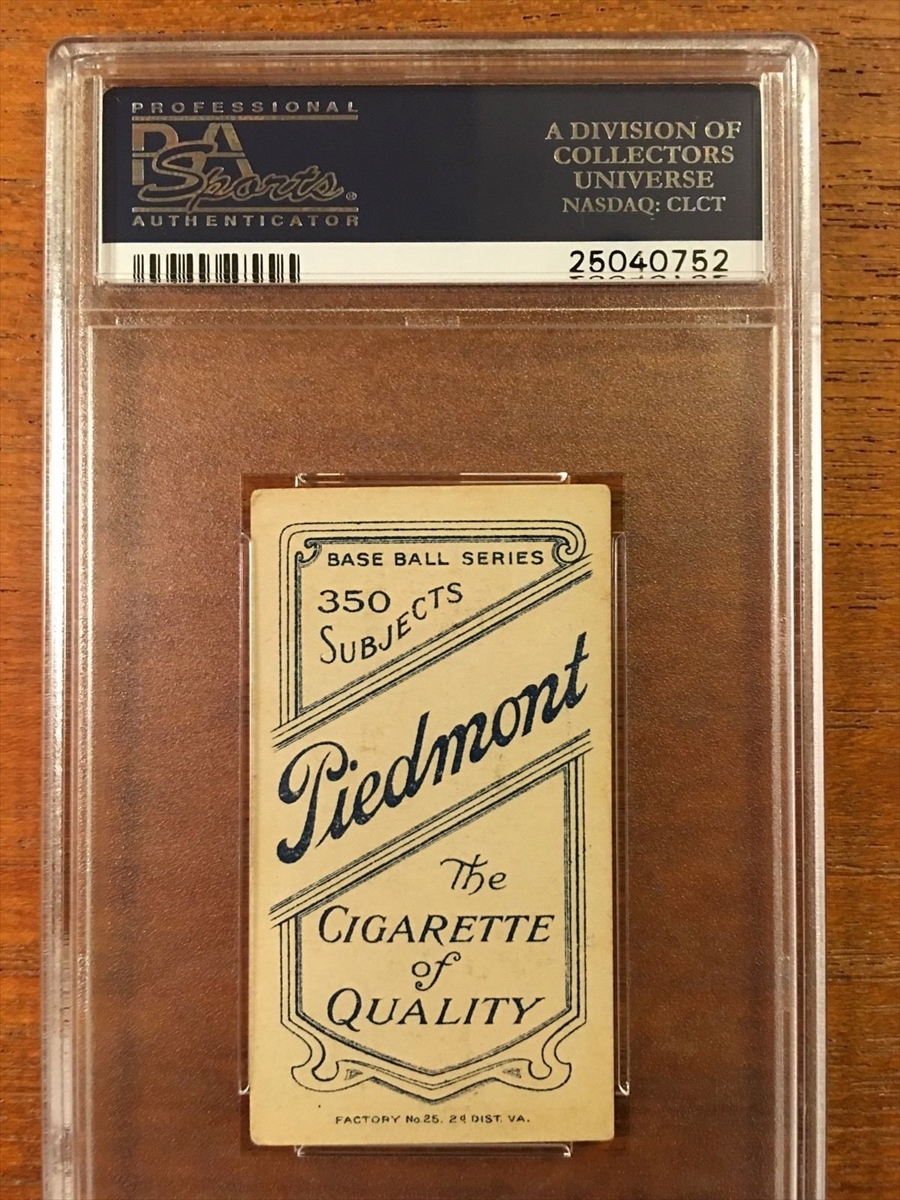 PROFESSIONAL
PSA
Sports®
AUTHENTICATOR
A DIVISION OF
COLLECTORS
UNIVERSE
NASDAQ: CLCT
25040752
BASE BALL SERIES
350
SUBJECTS
Piedmont
The
CIGARETTE
of
QUALITY
FACTORY No. 25. 2d DIST. VA.